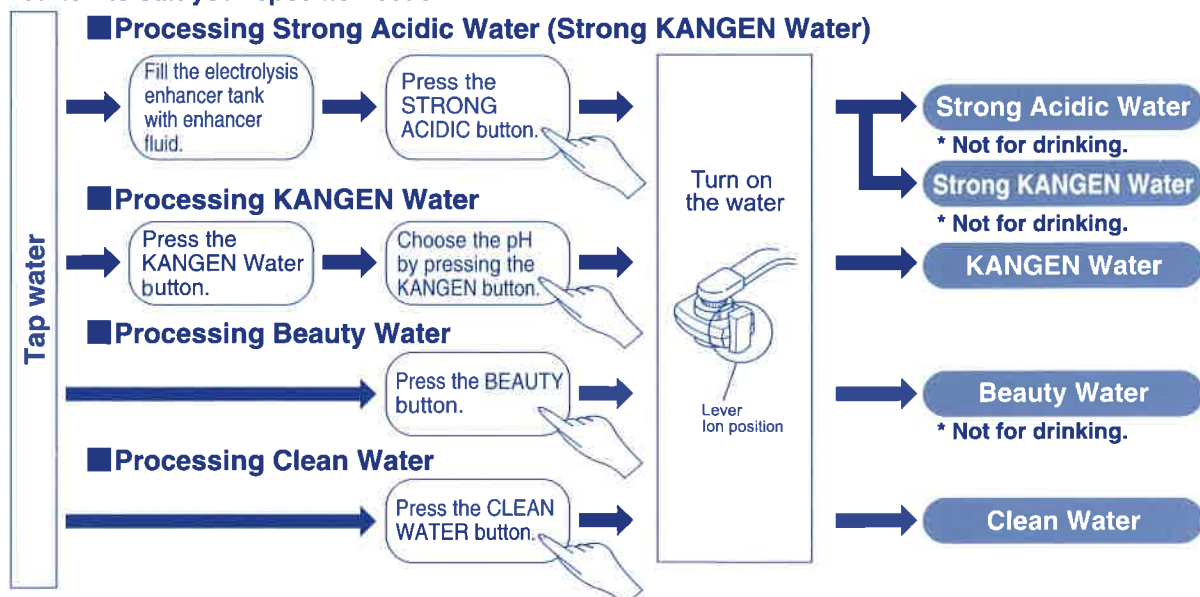 ■Processing Strong Acidic Water (Strong KANGEN Water)
Tap water
Fill the electrolysis
enhancer tank
with enhancer
fluid.
Press the
STRONG
ACIDIC button.
Strong Acidic Water
* Not for drinking.
Strong KANGEN Water
* Not for drinking.
Turn on
the water
Lever
Ion position
■Processing KANGEN Water
Press the
KANGEN Water
button.
Choose the pH
by pressing the
KANGEN button.
KANGEN Water
■Processing Beauty Water
Press the BEAUTY
button.
Beauty Water
* Not for drinking.
■Processing Clean Water
Press the CLEAN
WATER button.
Clean Water